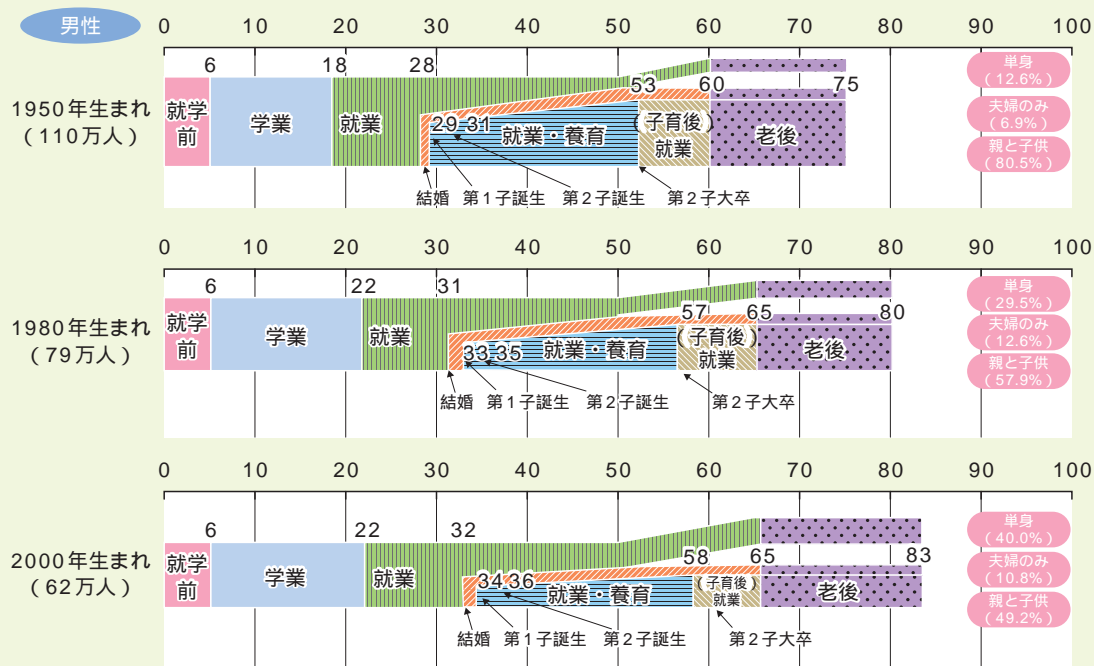 男性
0 10 20 30 40 50 60 70 80 90 100
6 18 28 53 60 75
1950年生まれ
(110万人)
就学前
学業
就業
29 31
就業・養育
(子育後)就業
老後
結婚 第1子誕生 第2子誕生 第2子大卒
単身
(12.6%)
夫婦のみ
(6.9%)
親と子供
(80.5%)
0 10 20 30 40 50 60 70 80 90 100
6 22 31 57 65 80
1980年生まれ
(79万人)
就学前
学業
就業
33 35
就業・養育
(子育後)就業
老後
結婚 第1子誕生 第2子誕生 第2子大卒
単身
(29.5%)
夫婦のみ
(12.6%)
親と子供
(57.9%)
0 10 20 30 40 50 60 70 80 90 100
6 22 32 58 65 83
2000年生まれ
(62万人)
就学前
学業
就業
34 36
就業・養育
(子育後)就業
老後
結婚 第1子誕生 第2子誕生 第2子大卒
単身
(40.0%)
夫婦のみ
(10.8%)
親と子供
(49.2%)